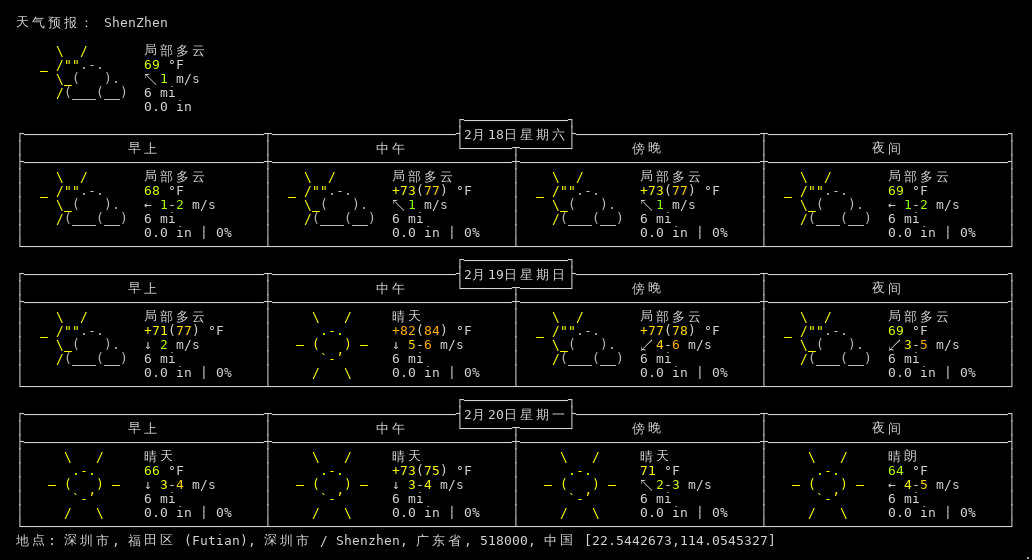 天气预报： ShenZhen
局部多云
69 °F
↖ 1 m/s
6 mi
0.0 in
2月18日星期六
早上 中午 傍晚 夜间
局部多云 局部多云 局部多云 局部多云
68 °F +73(77) °F +73(77) °F 69 °F
← 1-2 m/s ↖ 1 m/s ↖ 1 m/s ← 1-2 m/s
6 mi 6 mi 6 mi 6 mi
0.0 in | 0% 0.0 in | 0% 0.0 in | 0% 0.0 in | 0%
2月19日星期日
早上 中午 傍晚 夜间
局部多云 晴天 局部多云 局部多云
+71(77) °F +82(84) °F +77(78) °F 69 °F
↓ 2 m/s ↓ 5-6 m/s ↙ 4-6 m/s ↙ 3-5 m/s
6 mi 6 mi 6 mi 6 mi
0.0 in | 0% 0.0 in | 0% 0.0 in | 0% 0.0 in | 0%
2月20日星期一
早上 中午 傍晚 夜间
晴天 晴天 晴天 晴朗
66 °F +73(75) °F 71 °F 64 °F
↓ 3-4 m/s ↓ 3-4 m/s ↖ 2-3 m/s ← 4-5 m/s
6 mi 6 mi 6 mi 6 mi
0.0 in | 0% 0.0 in | 0% 0.0 in | 0% 0.0 in | 0%
地点: 深圳市, 福田区 (Futian), 深圳市 / Shenzhen, 广东省, 518000, 中国 [22.5442673,114.0545327]